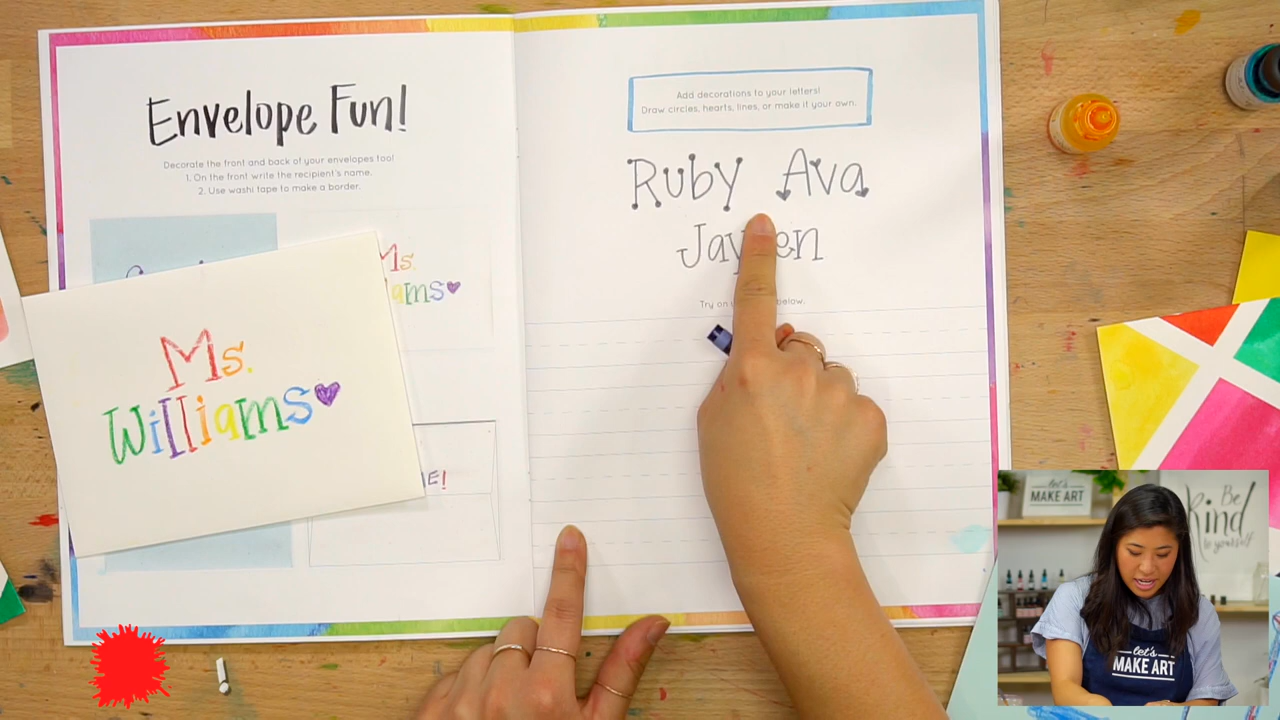 Envelope Fun!
Decorate the front and back of your envelopes too!
1. On the front write the recipient's name.
2. Use washi tape to make a border.
Ms.
Ms.
Williams
Add decorations to your letters!
Draw circles, hearts, lines, or make it your own.
Ruby Ava
Try on
below.
let's
MAKE ART
Be
kind
to yourself
let's
MAKE ART